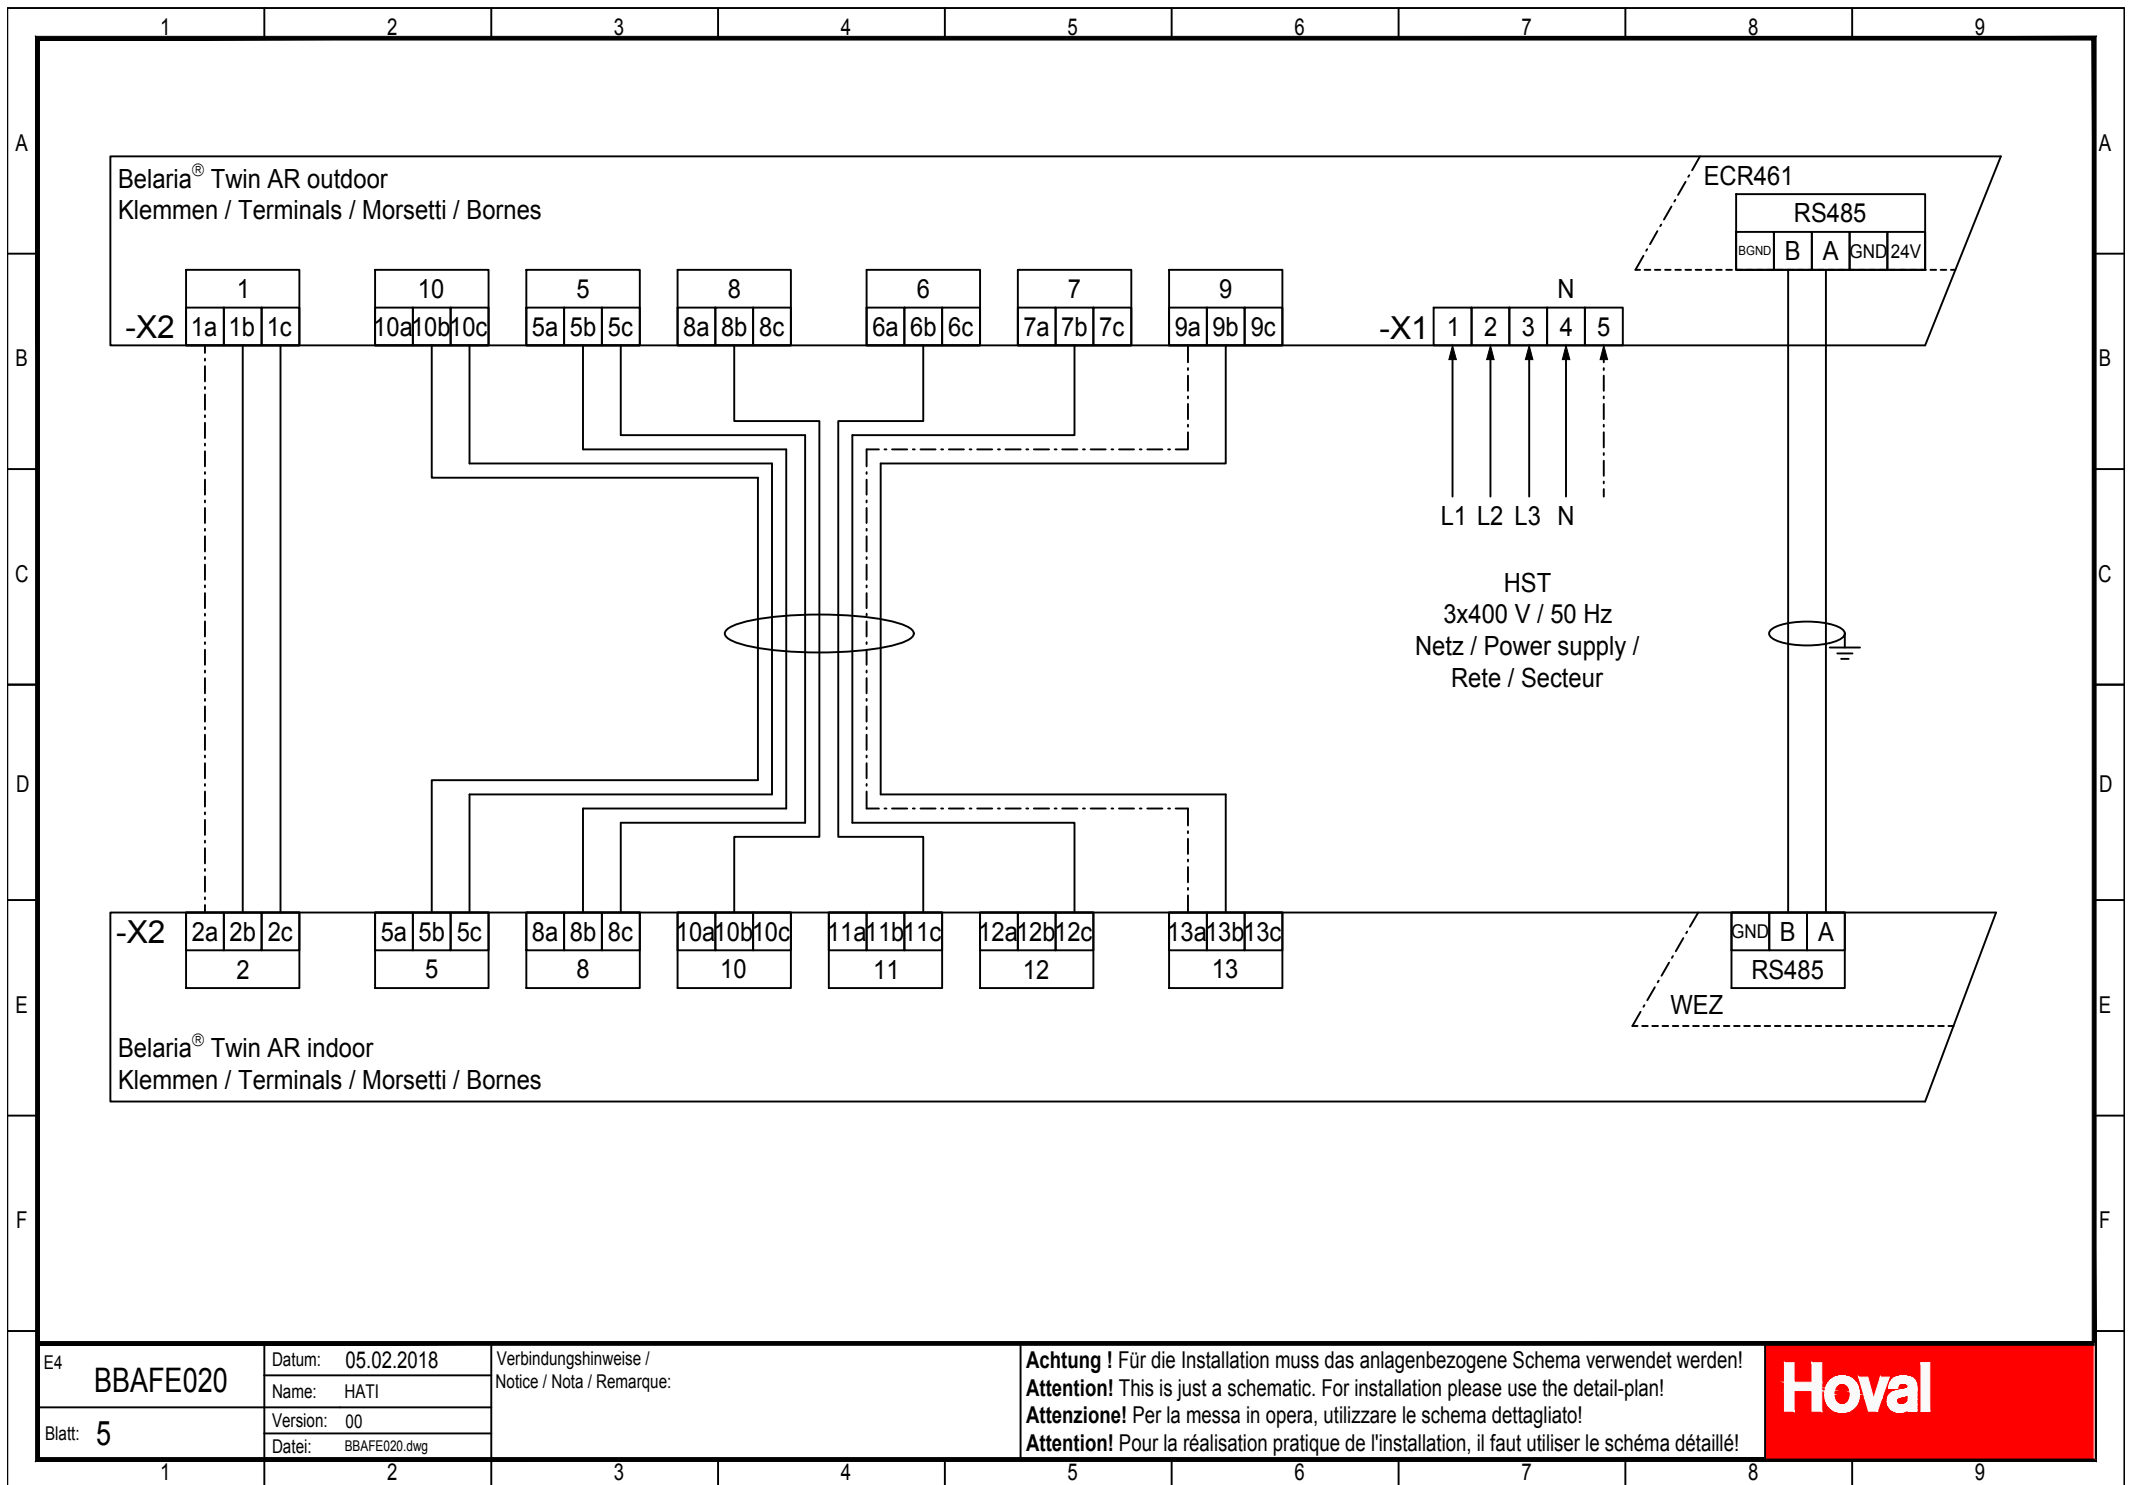 1 2 3 4 5 6 7 8 9
A A
Belaria® Twin AR outdoor
Klemmen / Terminals / Morsetti / Bornes
ECR461
RS485
BGND B A GND 24V
1 10 5 8 6 7 9 N
-X2 1a 1b 1c 10a 10b 10c 5a 5b 5c 8a 8b 8c 6a 6b 6c 7a 7b 7c 9a 9b 9c -X1 1 2 3 4 5
B B
L1 L2 L3 N
C C
HST
3x400 V / 50 Hz
Netz / Power supply /
Rete / Secteur
D D
-X2 2a 2b 2c 5a 5b 5c 8a 8b 8c 10a 10b 10c 11a 11b 11c 12a 12b 12c 13a 13b 13c GND B A
2 5 8 10 11 12 13 RS485
E E
WEZ
Belaria® Twin AR indoor
Klemmen / Terminals / Morsetti / Bornes
F F
E4 BBAFE020
Blatt: 5
Datum: 05.02.2018
Name: HATI
Version: 00
Datei: BBAFE020.dwg
Verbindungshinweise /
Notice / Nota / Remarque:
Achtung ! Für die Installation muss das anlagenbezogene Schema verwendet werden!
Attention! This is just a schematic. For installation please use the detail-plan!
Attenzione! Per la messa in opera, utilizzare le schema dettagliato!
Attention! Pour la réalisation pratique de l'installation, il faut utiliser le schéma détaillé!
Hoval
1 2 3 4 5 6 7 8 9